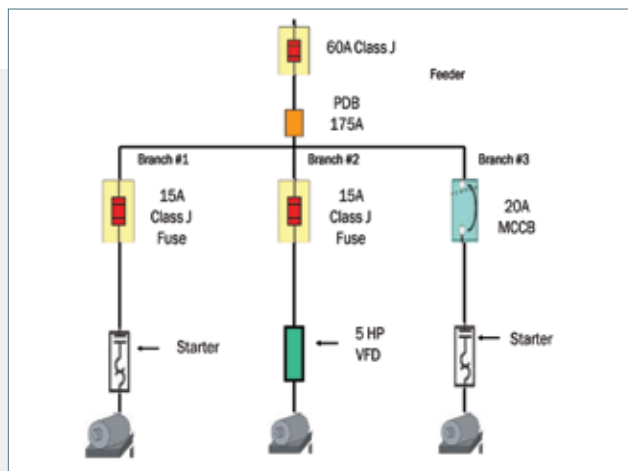 60A Class J
Feeder
PDB
175A
Branch #1
Branch #2
Branch #3
15A
Class J
Fuse
15A
Class J
Fuse
20A
MCCB
Starter
5 HP
VFD
Starter